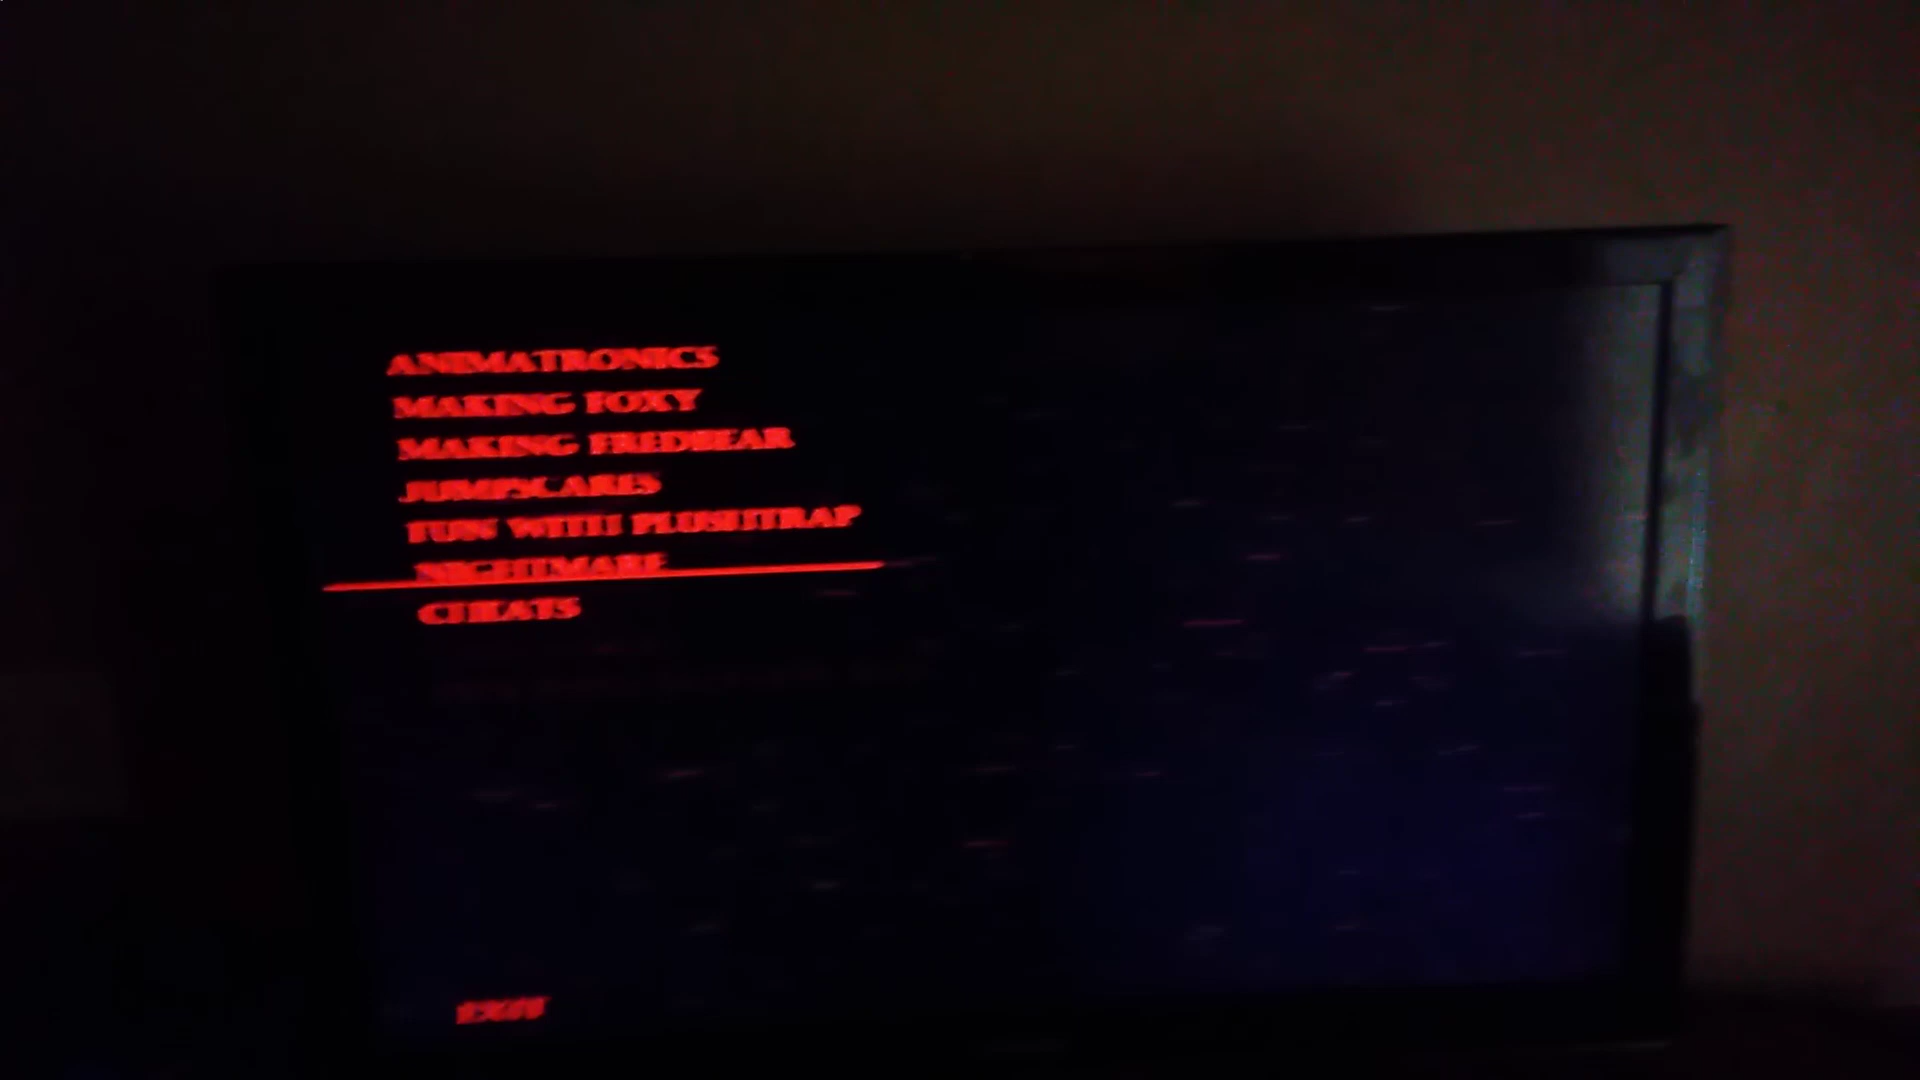 ANIMATRONICS
MAKING FOXY
MAKING FREDBEAR
JUMPSCARES
FUN WITH PLUSHTRAP
NIGHTMARE
CHEATS
EXIT